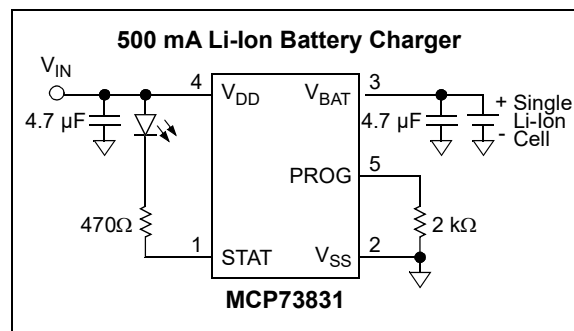 500 mA Li-Ion Battery Charger
VIN
4
3
VDD
VBAT
4.7 µF
4.7 µF
+ Single
Li-Ion
- Cell
5
PROG
470Ω
2 kΩ
1
2
STAT
VSS
MCP73831